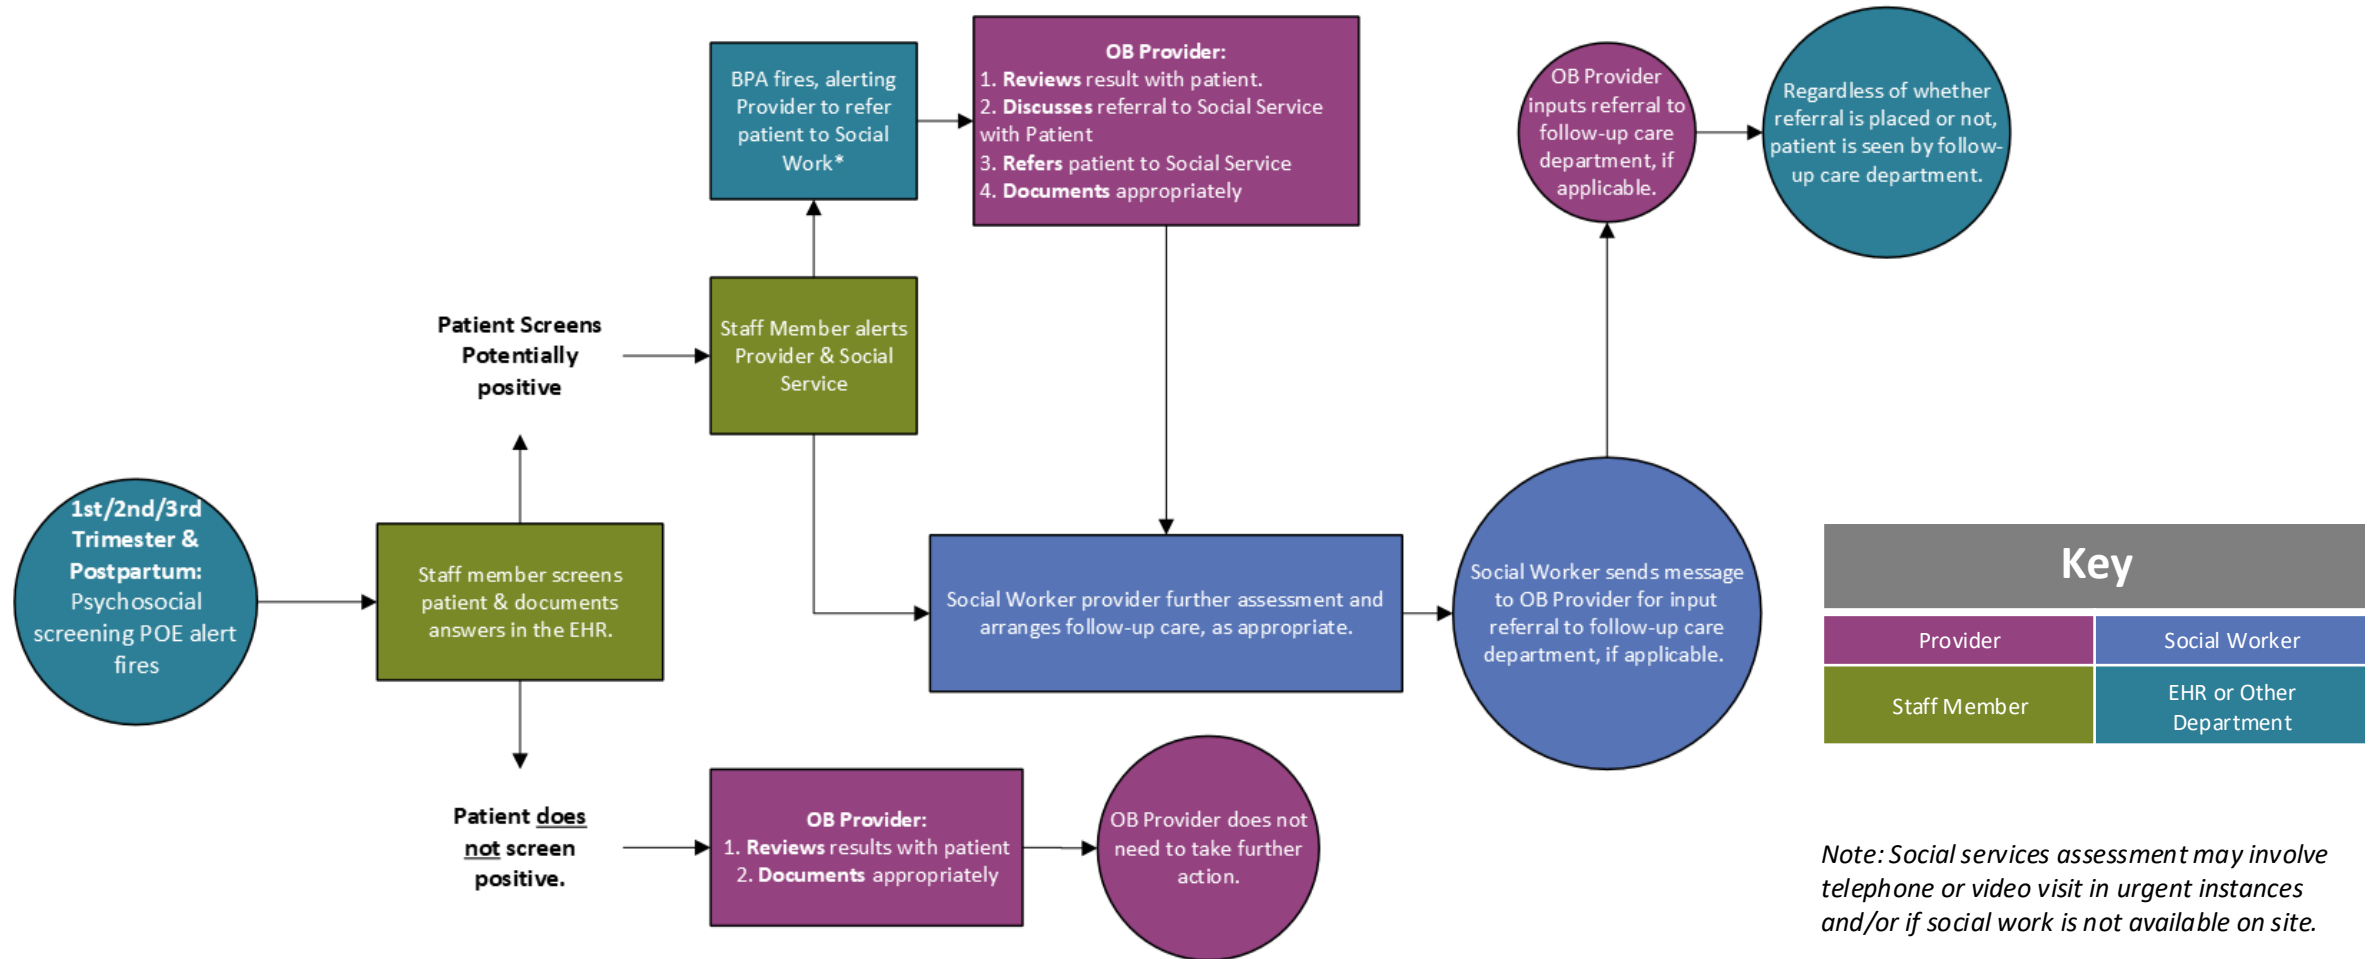 1st/2nd/3rd
Trimester &
Postpartum:
Psychosocial
screening POE alert
fires
Staff member screens
patient & documents
answers in the EHR.
Patient Screens
Potentially
positive
Staff Member alerts
Provider & Social
Service
BPA fires, alerting
Provider to refer
patient to Social
Work*
OB Provider:
1. Reviews result with patient.
2. Discusses referral to Social Service
with Patient
3. Refers patient to Social Service
4. Documents appropriately
Social Worker provider further assessment and
arranges follow-up care, as appropriate.
Social Worker sends message
to OB Provider for input
referral to follow-up care
department, if applicable.
OB Provider
inputs referral to
follow-up care
department, if
applicable.
Regardless of whether
referral is placed or not,
patient is seen by follow-
up care department.
Patient does
not screen
positive.
OB Provider:
1. Reviews results with patient
2. Documents appropriately
OB Provider does not
need to take further
action.
Key
Provider
Social Worker
Staff Member
EHR or Other
Department
Note: Social services assessment may involve
telephone or video visit in urgent instances
and/or if social work is not available on site.